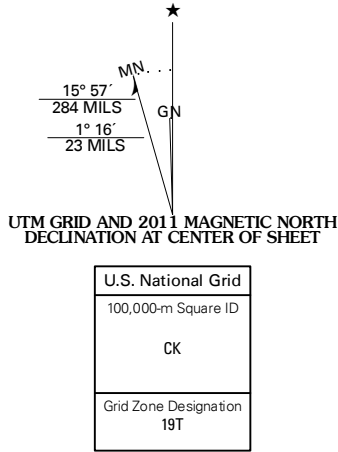 ★
MN
15° 57´
284 MILS
GN
1° 16´
23 MILS
UTM GRID AND 2011 MAGNETIC NORTH
DECLINATION AT CENTER OF SHEET
U.S. National Grid
100,000-m Square ID
CK
Grid Zone Designation
19T